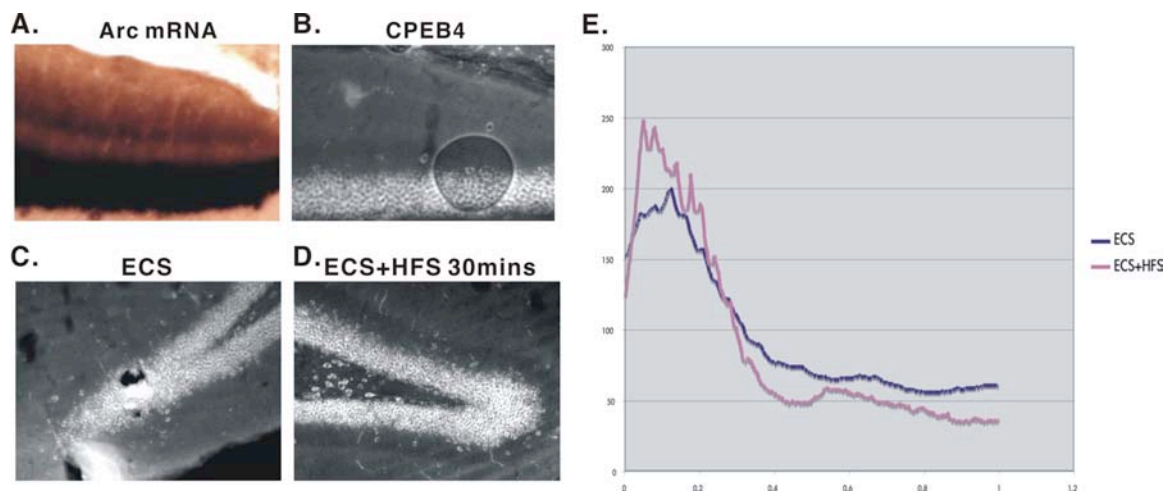 A.
Arc mRNA
B.
CPEB4
C.
ECS
D.
ECS+HFS 30mins
E.
300
250
200
150
100
50
0
0
0.2
0.4
0.6
0.8
1
1.2
ECS
ECS+HFS